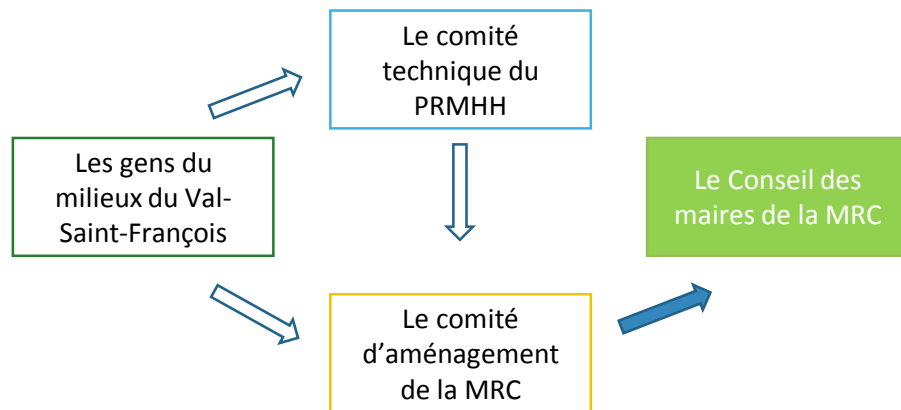 Le comité
technique du
PRMHH
Les gens du
milieux du Val-
Saint-François
Le Conseil des
maires de la MRC
Le comité
d’aménagement
de la MRC